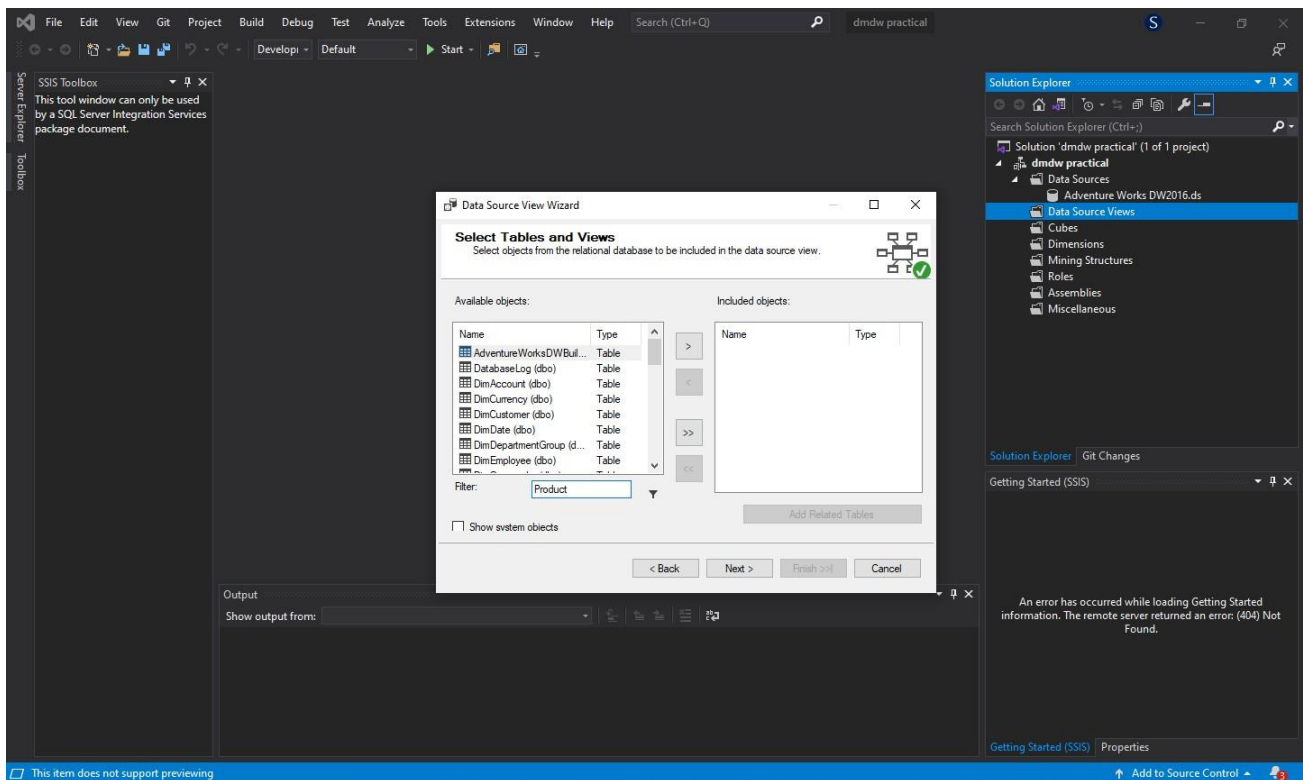 File Edit View Git Project Build Debug Test Analyze Tools Extensions Window Help Search (Ctrl+Q) dmdw practical S
Developi Default Start
Server Explorer
Toolbox
SSIS Toolbox
This tool window can only be used
by a SQL Server Integration Services
package document.
Data Source View Wizard
Select Tables and Views
Select objects from the relational database to be included in the data source view.
Available objects:
Name Type
AdventureWorksDWBuil... Table
DatabaseLog (dbo) Table
DimAccount (dbo) Table
DimCurrency (dbo) Table
DimCustomer (dbo) Table
DimDate (dbo) Table
DimDepartmentGroup (d... Table
DimEmployee (dbo) Table
Included objects:
Name Type
> 
<
>>
<<
Filter: Product
Show system objects
Add Related Tables
< Back Next > Finish >>| Cancel
Output
Show output from:
Solution Explorer
Search Solution Explorer (Ctrl+;)
Solution 'dmdw practical' (1 of 1 project)
dmdw practical
Data Sources
Adventure Works DW2016.ds
Data Source Views
Cubes
Dimensions
Mining Structures
Roles
Assemblies
Miscellaneous
Solution Explorer Git Changes
Getting Started (SSIS)
An error has occurred while loading Getting Started
information. The remote server returned an error: (404) Not
Found.
Getting Started (SSIS) Properties
This item does not support previewing
Add to Source Control
3